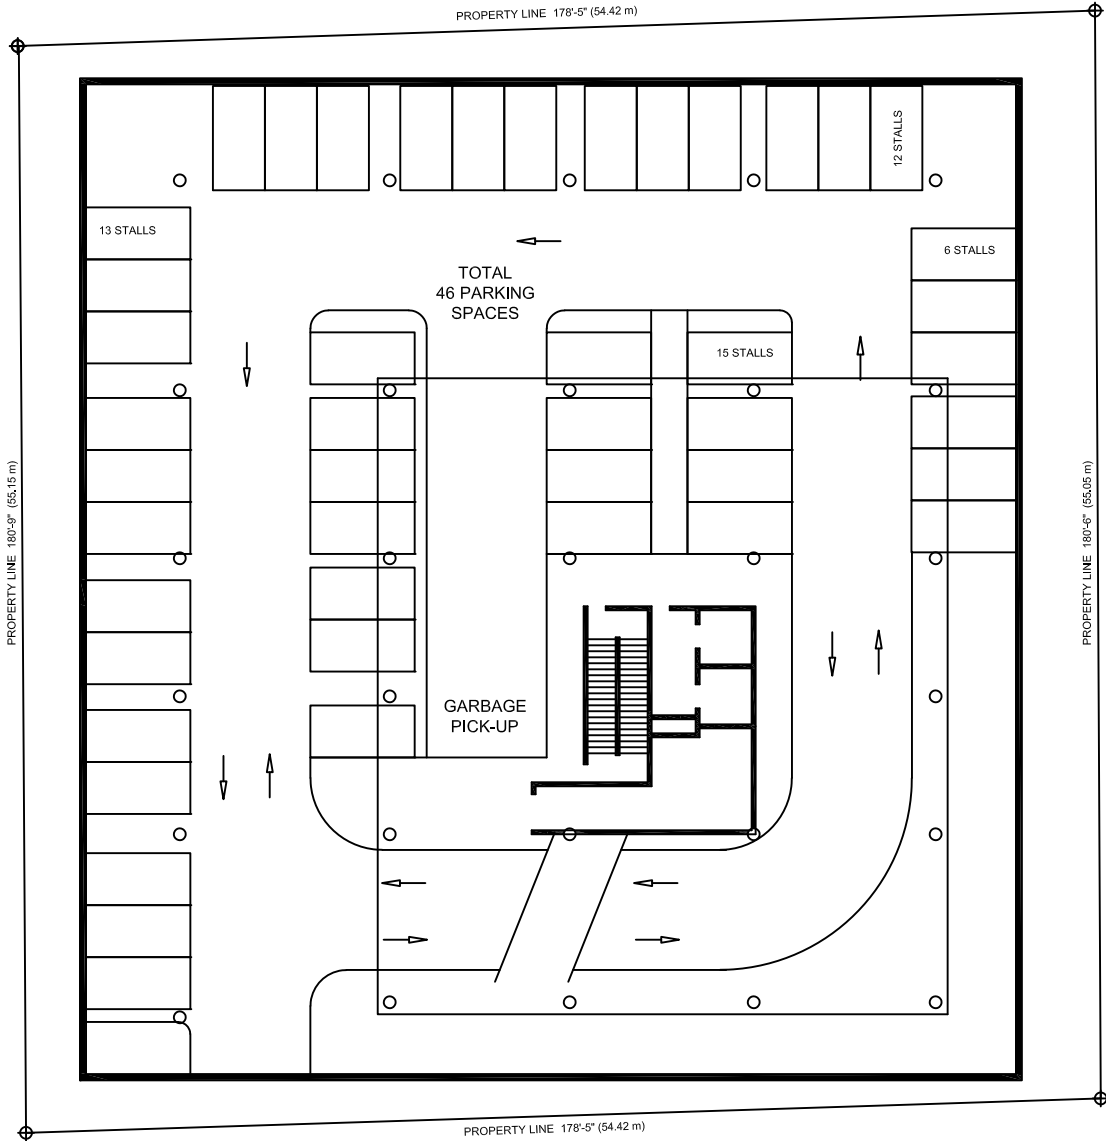 PROPERTY LINE 178'-5" (54.42 m)
12 STALLS
13 STALLS
6 STALLS
TOTAL
46 PARKING
SPACES
15 STALLS
PROPERTY LINE 180'-9" (55.15 m)
PROPERTY LINE 180'-6" (55.05 m)
GARBAGE
PICK-UP
PROPERTY LINE 178'-5" (54.42 m)